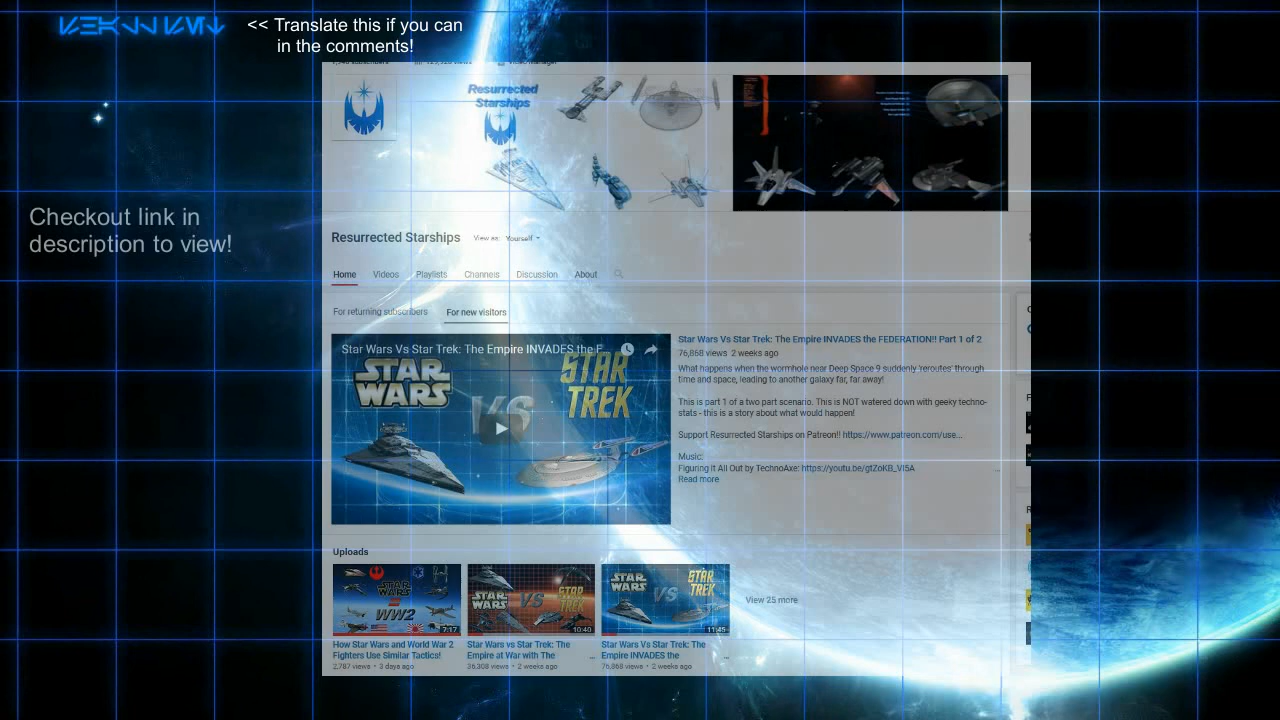 << Translate this if you can
in the comments!
Checkout link in
description to view!
Resurrected
Starships
Resurrected Starships
View as: Yourself
Home Videos Playlists Channels Discussion About
For returning subscribers For new visitors
Star Wars Vs Star Trek: The Empire INVADES the F
STAR
WARS
VS
STAR
TREK
Star Wars Vs Star Trek: The Empire INVADES the FEDERATION!! Part 1 of 2
76,868 views 2 weeks ago
What happens when the wormhole near Deep Space 9 suddenly 'reroutes' through
time and space, leading to another galaxy far, far away!
This is part 1 of a two part scenario. This is NOT watered down with geeky techno-
stats - this is a story about what would happen!
Support Resurrected Starships on Patreon!! https://www.patreon.com/use...
Music:
Figuring It All Out by TechnoAxe: https://youtu.be/gtZoKB_VI5A
...
Read more
Uploads
STAR
WARS
WW2
7:17
STAR
WARS
VS
STAR
TREK
10:40
STAR
WARS
VS
STAR
TREK
11:45
View 25 more
How Star Wars and World War 2
Fighters Use Similar Tactics!
2,787 views • 3 days ago
Star Wars vs Star Trek: The
Empire at War with The ...
36,308 views • 2 weeks ago
Star Wars Vs Star Trek: The
Empire INVADES the ...
76,868 views • 2 weeks ago